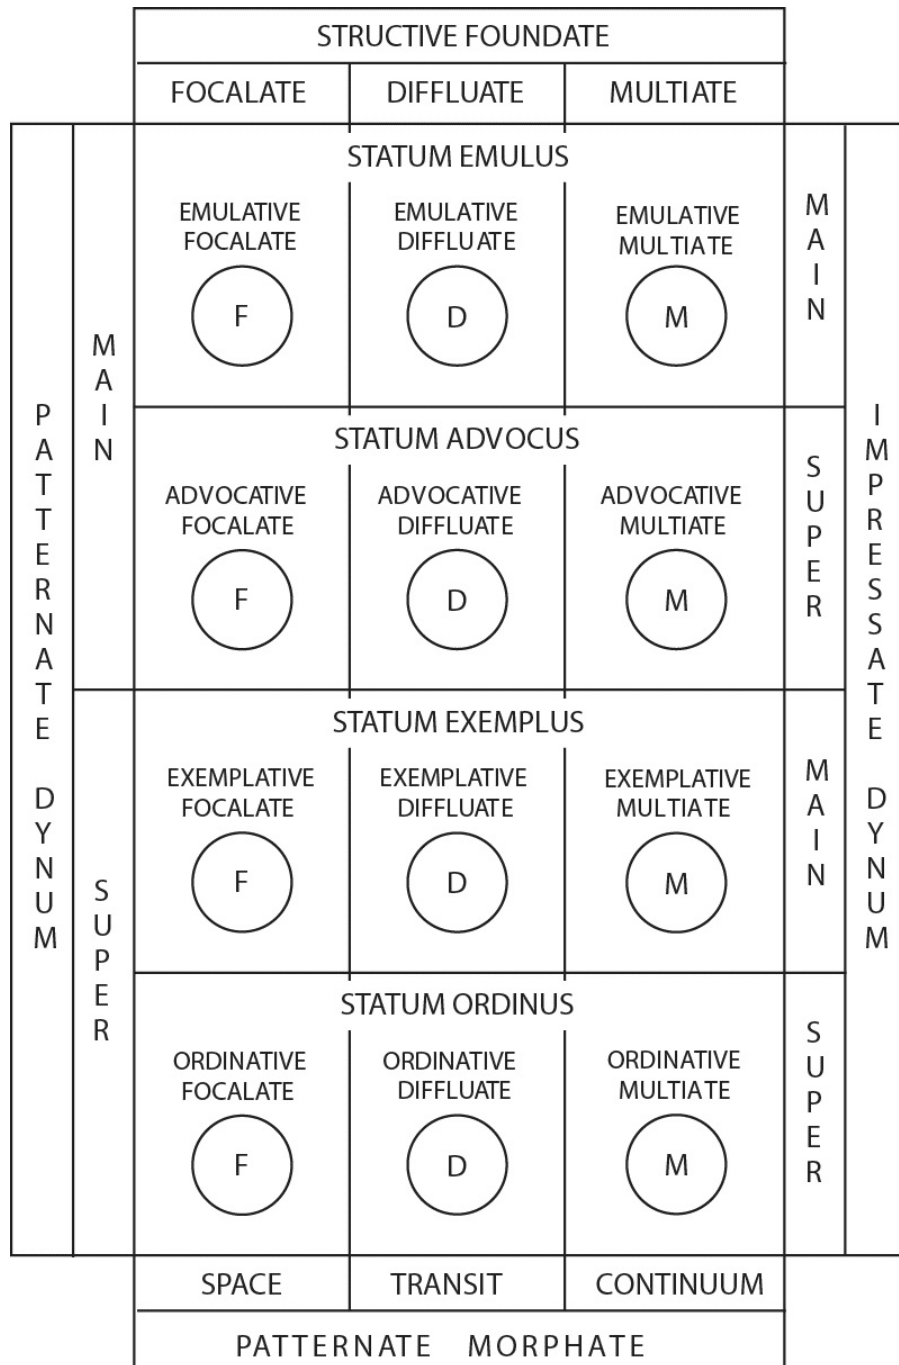 STRUCTIVE FOUNDATE
FOCALATE DIFFLUATE MULTIATE
PATTERNATE DYNUM
MAIN
SUPER
STATUM EMULUS
EMULATIVE FOCALATE
F
EMULATIVE DIFFLUATE
D
EMULATIVE MULTIATE
M
STATUM ADVOCUS
ADVOCATIVE FOCALATE
F
ADVOCATIVE DIFFLUATE
D
ADVOCATIVE MULTIATE
M
STATUM EXEMPLUS
EXEMPLATIVE FOCALATE
F
EXEMPLATIVE DIFFLUATE
D
EXEMPLATIVE MULTIATE
M
STATUM ORDINUS
ORDINATIVE FOCALATE
F
ORDINATIVE DIFFLUATE
D
ORDINATIVE MULTIATE
M
MAIN
SUPER
MAIN
SUPER
IMPRESSATE DYNUM
SPACE TRANSIT CONTINUUM
PATTERNATE MORPHATE